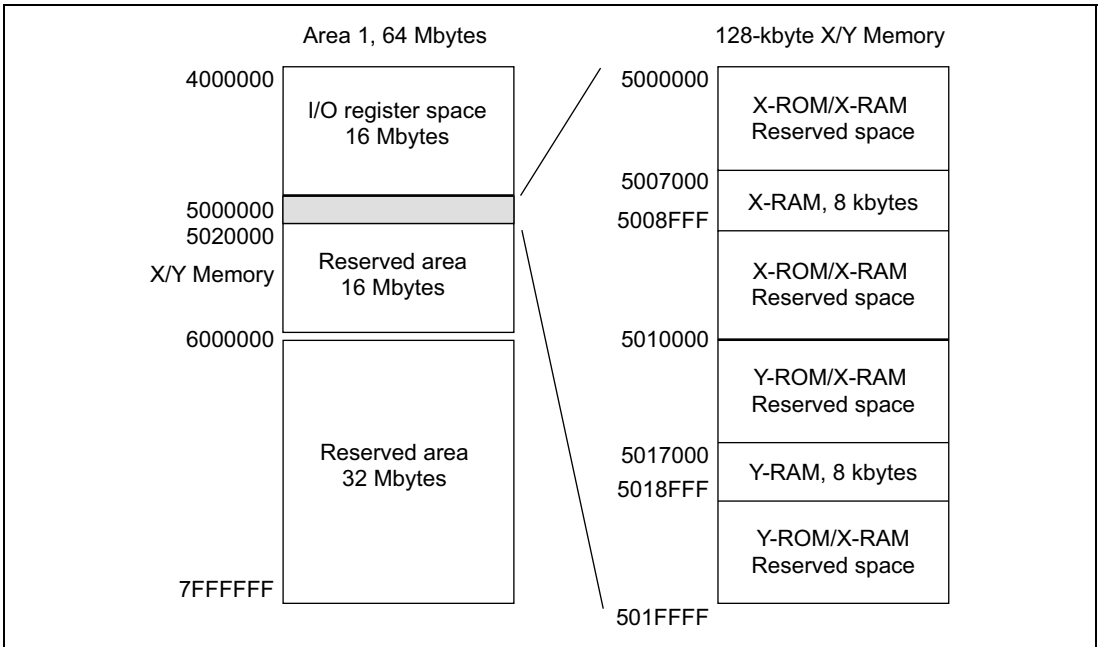 Area 1, 64 Mbytes
4000000
I/O register space
16 Mbytes
5000000
5020000
X/Y Memory
Reserved area
16 Mbytes
6000000
Reserved area
32 Mbytes
7FFFFFF
128-kbyte X/Y Memory
5000000
X-ROM/X-RAM
Reserved space
5007000
X-RAM, 8 kbytes
5008FFF
X-ROM/X-RAM
Reserved space
5010000
Y-ROM/X-RAM
Reserved space
5017000
Y-RAM, 8 kbytes
5018FFF
Y-ROM/X-RAM
Reserved space
501FFFF